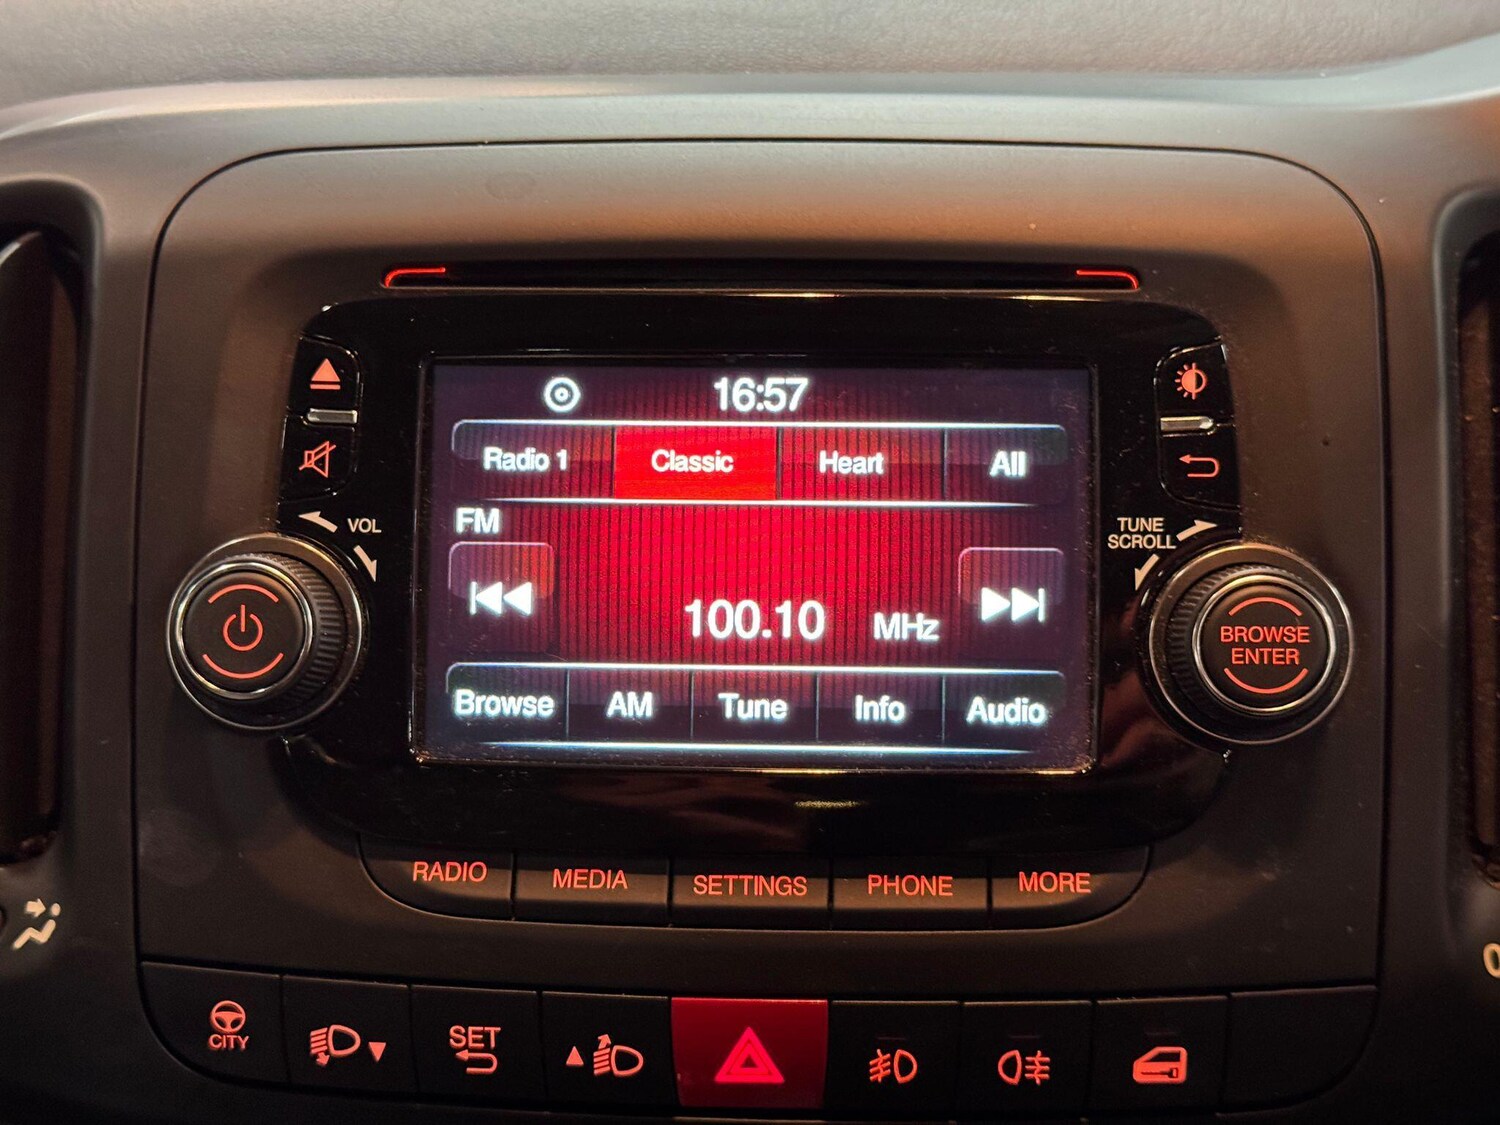 16:57
Radio 1 Classic Heart All
FM
VOL
TUNE
SCROLL
100.10 MHz
BROWSE
ENTER
Browse AM Tune Info Audio
RADIO MEDIA SETTINGS PHONE MORE
CITY
SET
0